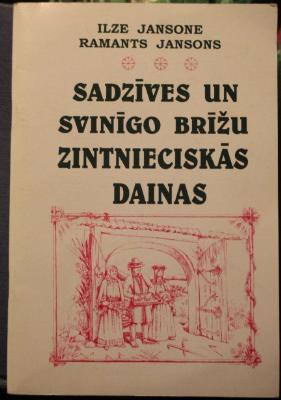 ILZE JANSONE
RAMANTS JANSONS
SADZĪVES UN
SVINĪGO BRĪŽU
ZINTNIECISKĀS
DAINAS